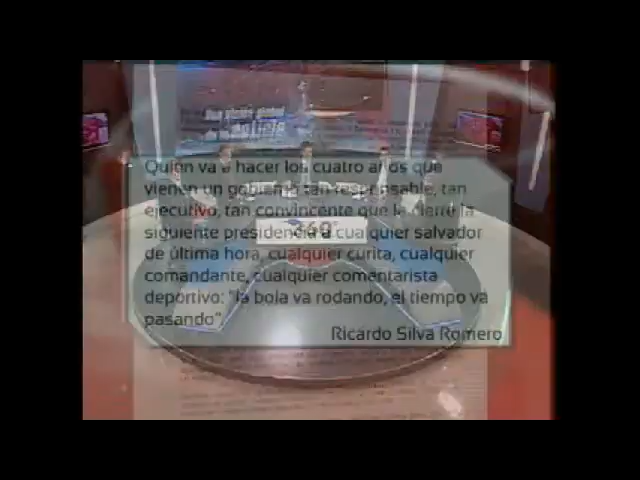 Quién va a hacer los cuatro años que
vienen un gobierno tan responsable, tan
ejecutivo, tan convincente que le cierre la
siguiente presidencia a cualquier salvador
de última hora, cualquier curita, cualquier
comandante, cualquier comentarista
deportivo: "la bola va rodando, el tiempo va
pasando"
Ricardo Silva Romero
360°